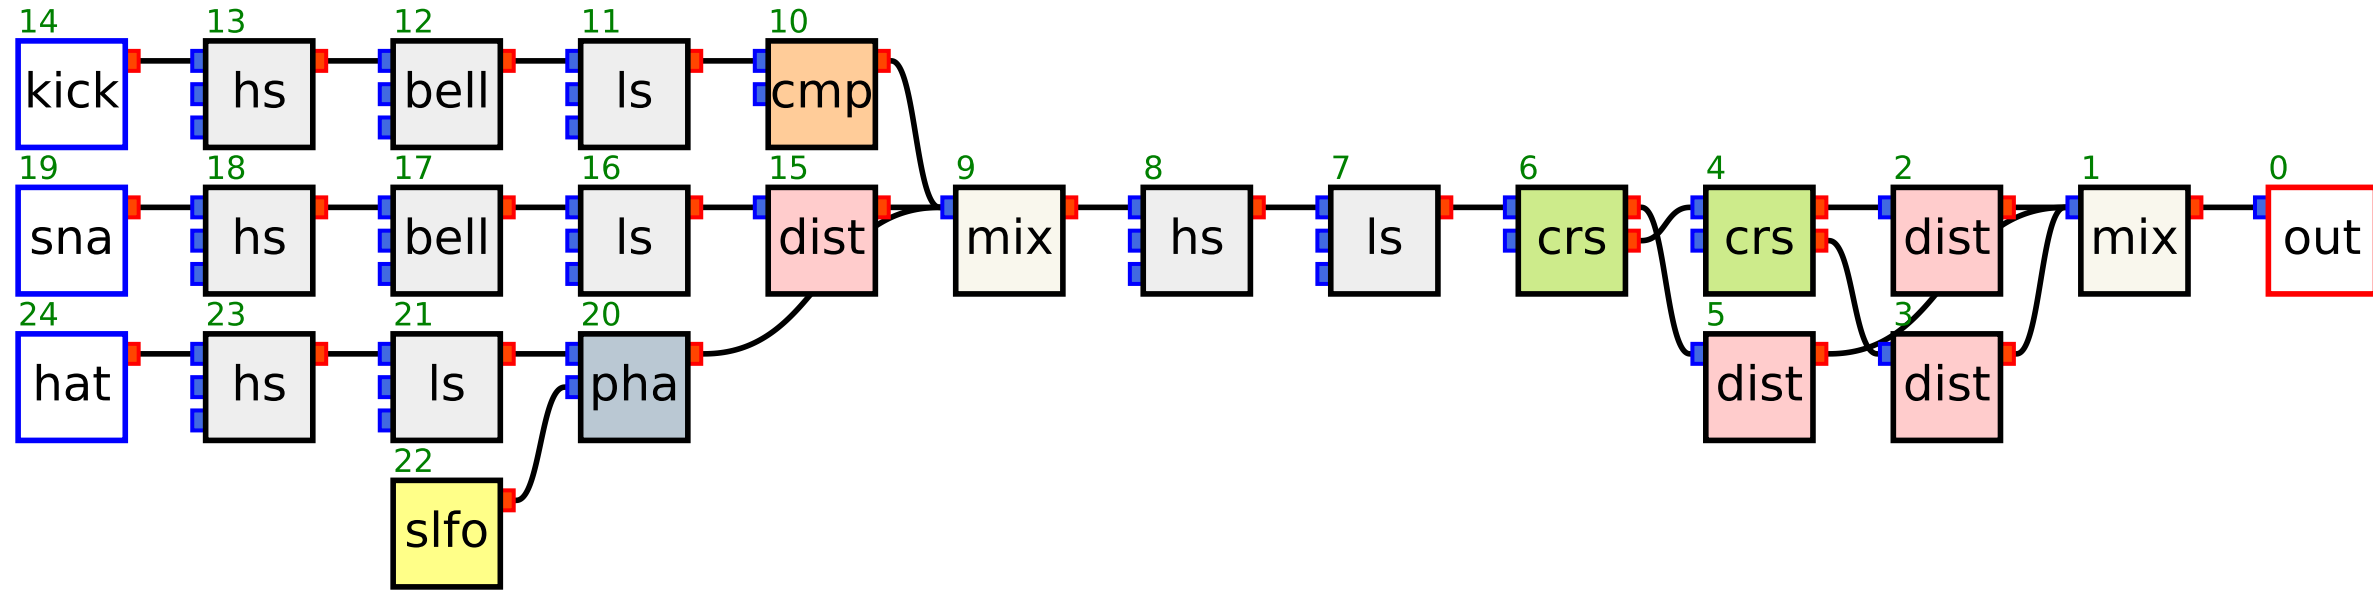 14 13 12 11 10
kick hs bell ls cmp
19 18 17 16 15 9 8 7 6 4 2 1 0
sna hs bell ls dist mix hs ls crs crs dist mix out
24 23 21 20 5 3
hat hs ls pha dist dist
22
slfo